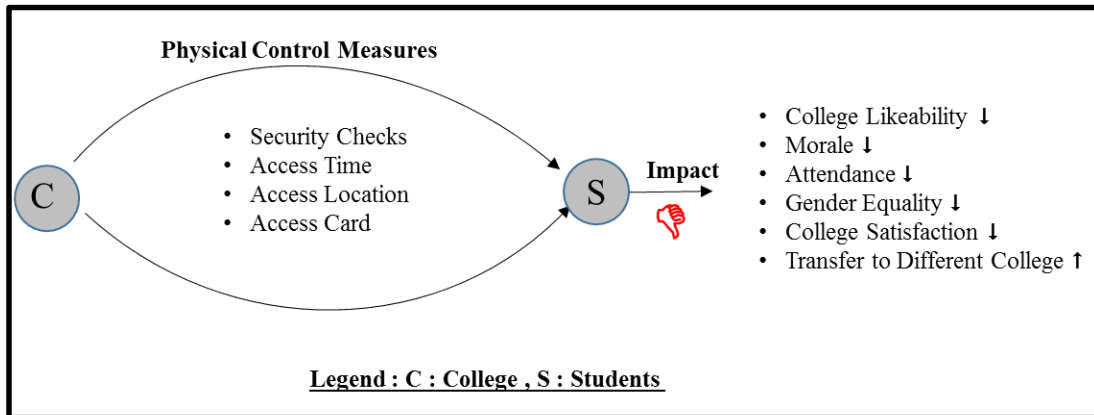 Physical Control Measures
• Security Checks
• Access Time
• Access Location
• Access Card
C
S
Impact
• College Likeability ↓
• Morale ↓
• Attendance ↓
• Gender Equality ↓
• College Satisfaction ↓
• Transfer to Different College ↑
Legend : C : College , S : Students